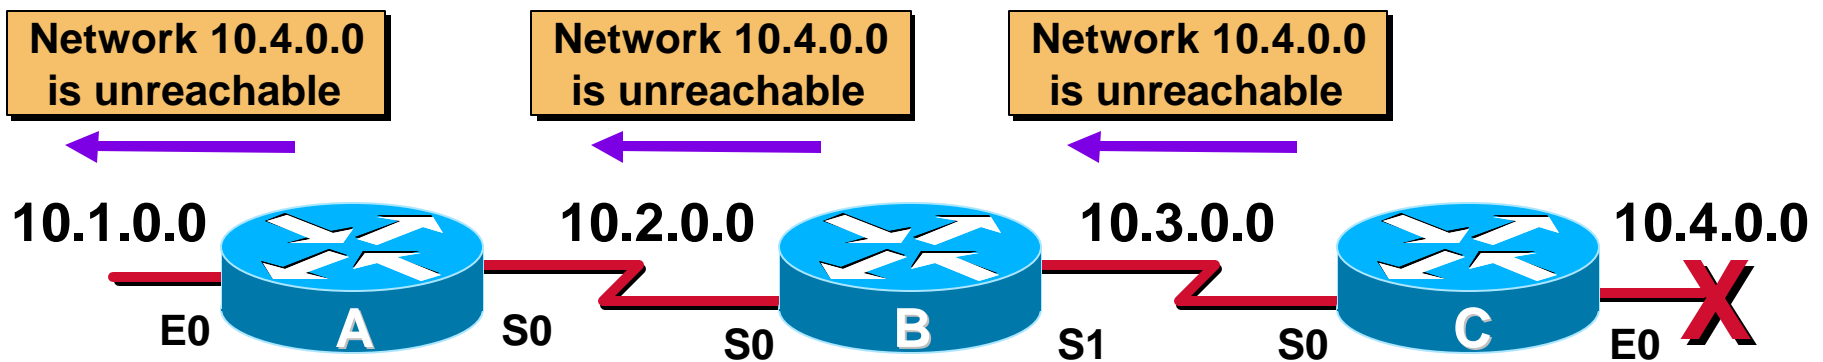 Network 10.4.0.0
is unreachable
Network 10.4.0.0
is unreachable
Network 10.4.0.0
is unreachable
10.1.0.0
10.2.0.0
10.3.0.0
10.4.0.0
E0
A
S0
S0
B
S1
S0
C
E0
X